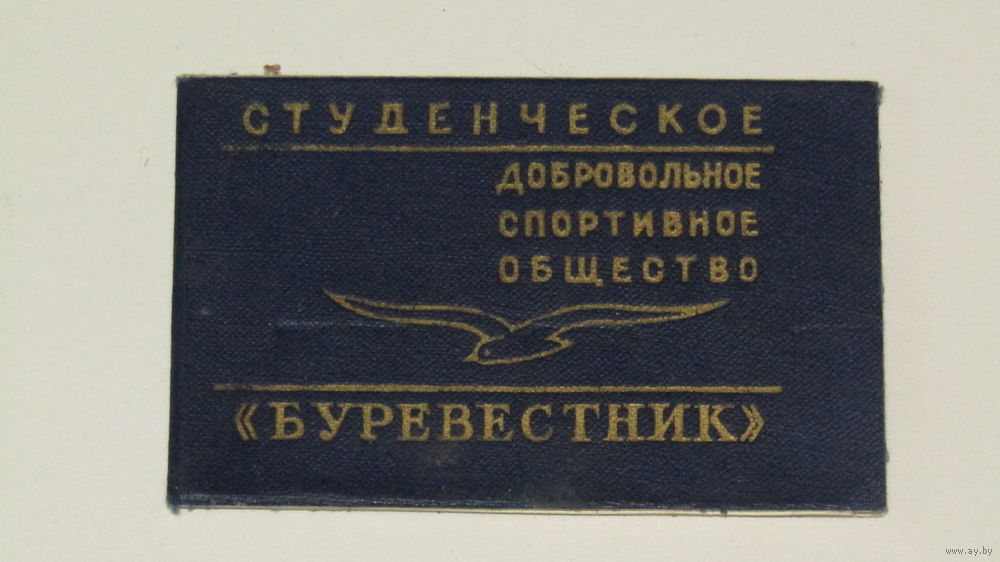 СТУДЕНЧЕСКОЕ
ДОБРОВОЛЬНОЕ
СПОРТИВНОЕ
ОБЩЕСТВО
«БУРЕВЕСТНИК»
www.ay.by